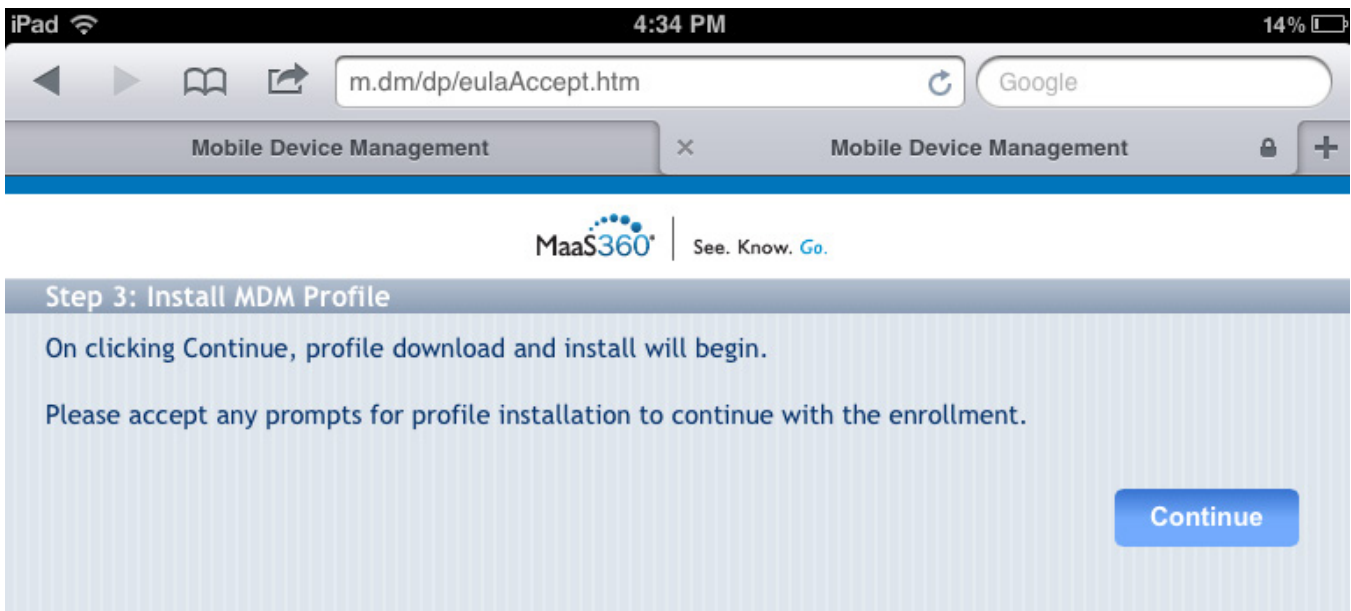 iPad 4:34 PM 14%
m.dm/dp/eulaAccept.htm Google
Mobile Device Management Mobile Device Management
MaaS360 See. Know. Go.
Step 3: Install MDM Profile
On clicking Continue, profile download and install will begin.
Please accept any prompts for profile installation to continue with the enrollment.
Continue